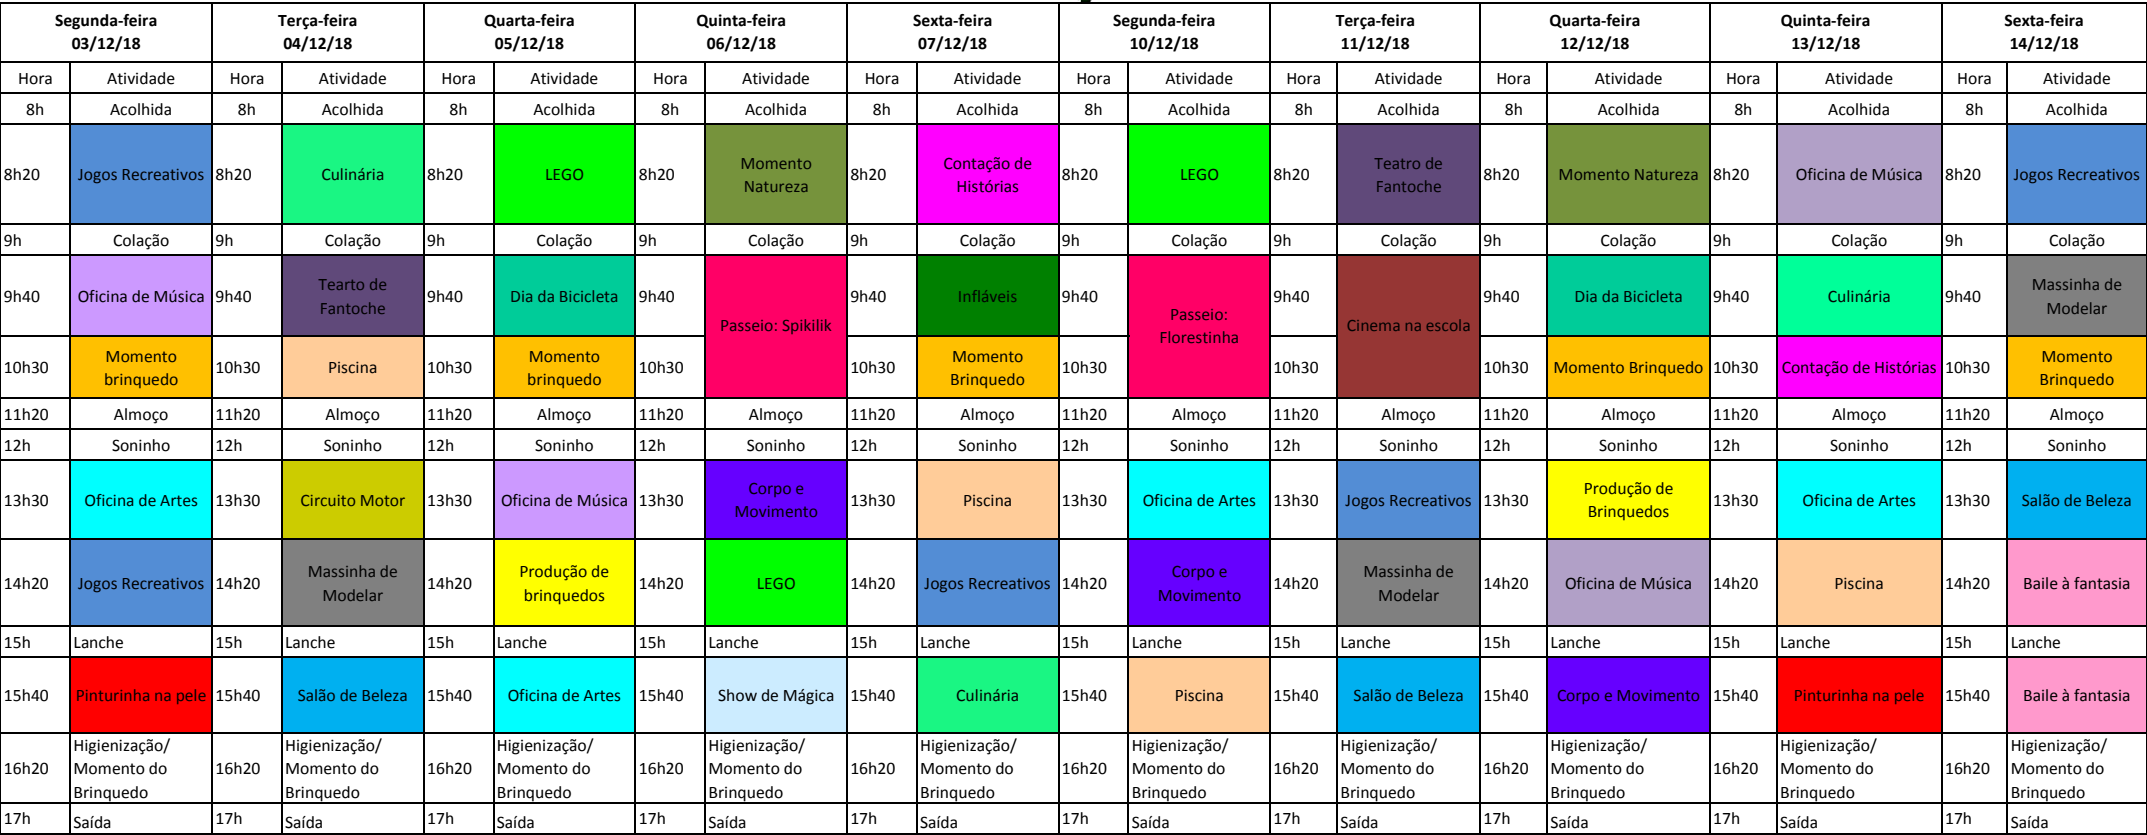 Segunda-feira Terça-feira Quarta-feira Quinta-feira Sexta-feira Segunda-feira Terça-feira Quarta-feira Quinta-feira Sexta-feira
03/12/18 04/12/18 05/12/18 06/12/18 07/12/18 10/12/18 11/12/18 12/12/18 13/12/18 14/12/18
Hora Atividade Hora Atividade Hora Atividade Hora Atividade Hora Atividade Hora Atividade Hora Atividade Hora Atividade Hora Atividade Hora Atividade
8h Acolhida 8h Acolhida 8h Acolhida 8h Acolhida 8h Acolhida 8h Acolhida 8h Acolhida 8h Acolhida 8h Acolhida 8h Acolhida
8h20 Jogos Recreativos 8h20 Culinária 8h20 LEGO 8h20 Momento Natureza 8h20 Contação de Histórias 8h20 LEGO 8h20 Teatro de Fantoche 8h20 Momento Natureza 8h20 Oficina de Música 8h20 Jogos Recreativos
9h Colação 9h Colação 9h Colação 9h Colação 9h Colação 9h Colação 9h Colação 9h Colação 9h Colação 9h Colação
9h40 Oficina de Música 9h40 Tearto de Fantoche 9h40 Dia da Bicicleta 9h40 Passeio: Spikilik 9h40 Infláveis 9h40 Passeio: Florestinha 9h40 Cinema na escola 9h40 Dia da Bicicleta 9h40 Culinária 9h40 Massinha de Modelar
10h30 Momento brinquedo 10h30 Piscina 10h30 Momento brinquedo 10h30 10h30 Momento Brinquedo 10h30 10h30 10h30 Momento Brinquedo 10h30 Contação de Histórias 10h30 Momento Brinquedo
11h20 Almoço 11h20 Almoço 11h20 Almoço 11h20 Almoço 11h20 Almoço 11h20 Almoço 11h20 Almoço 11h20 Almoço 11h20 Almoço 11h20 Almoço
12h Soninho 12h Soninho 12h Soninho 12h Soninho 12h Soninho 12h Soninho 12h Soninho 12h Soninho 12h Soninho 12h Soninho
13h30 Oficina de Artes 13h30 Circuito Motor 13h30 Oficina de Música 13h30 Corpo e Movimento 13h30 Piscina 13h30 Oficina de Artes 13h30 Jogos Recreativos 13h30 Produção de Brinquedos 13h30 Oficina de Artes 13h30 Salão de Beleza
14h20 Jogos Recreativos 14h20 Massinha de Modelar 14h20 Produção de brinquedos 14h20 LEGO 14h20 Jogos Recreativos 14h20 Corpo e Movimento 14h20 Massinha de Modelar 14h20 Oficina de Música 14h20 Piscina 14h20 Baile à fantasia
15h Lanche 15h Lanche 15h Lanche 15h Lanche 15h Lanche 15h Lanche 15h Lanche 15h Lanche 15h Lanche 15h Lanche
15h40 Pinturinha na pele 15h40 Salão de Beleza 15h40 Oficina de Artes 15h40 Show de Mágica 15h40 Culinária 15h40 Piscina 15h40 Salão de Beleza 15h40 Corpo e Movimento 15h40 Pinturinha na pele 15h40 Baile à fantasia
16h20 Higienização/ Momento do Brinquedo 16h20 Higienização/ Momento do Brinquedo 16h20 Higienização/ Momento do Brinquedo 16h20 Higienização/ Momento do Brinquedo 16h20 Higienização/ Momento do Brinquedo 16h20 Higienização/ Momento do Brinquedo 16h20 Higienização/ Momento do Brinquedo 16h20 Higienização/ Momento do Brinquedo 16h20 Higienização/ Momento do Brinquedo 16h20 Higienização/ Momento do Brinquedo
17h Saída 17h Saída 17h Saída 17h Saída 17h Saída 17h Saída 17h Saída 17h Saída 17h Saída 17h Saída